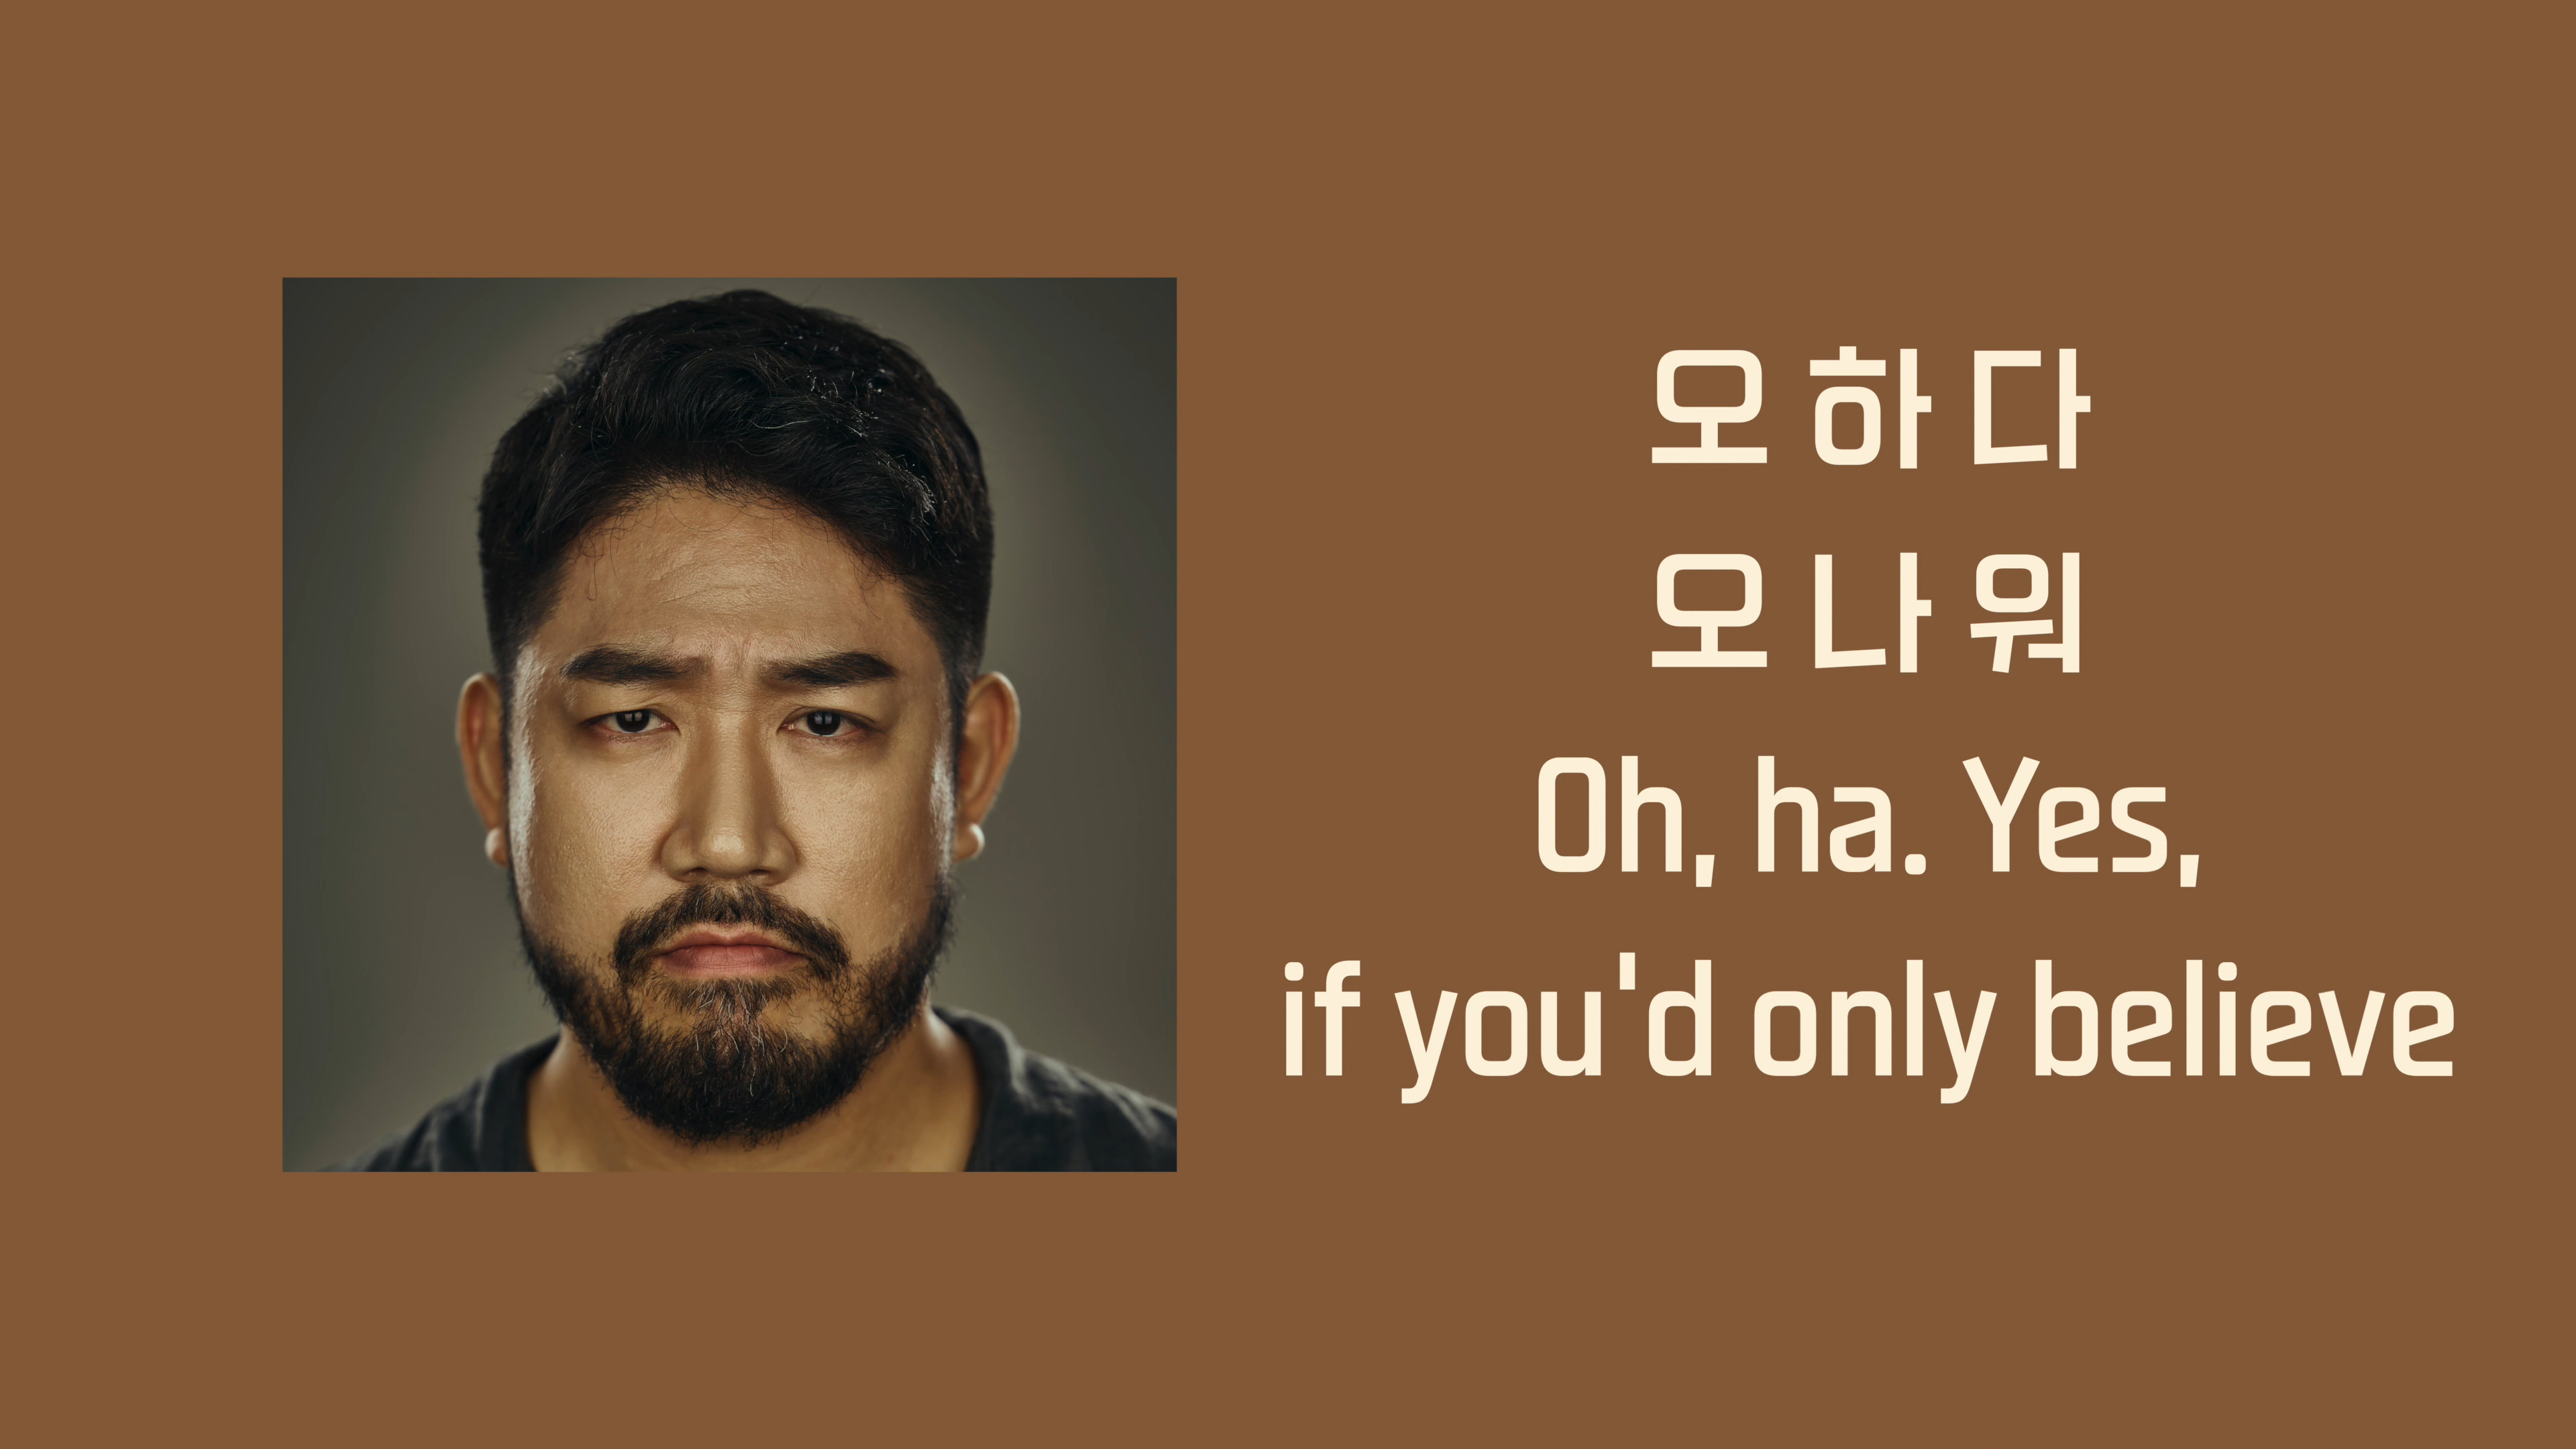 오 하 다
오 나 워
Oh, ha. Yes,
if you'd only believe